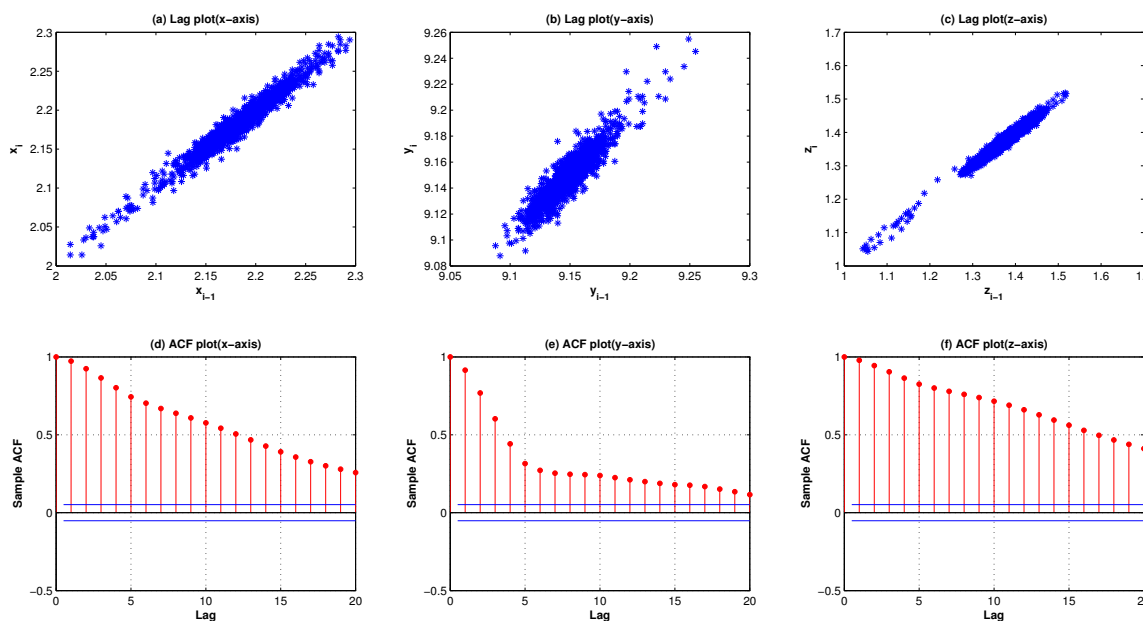 (a) Lag plot(x-axis)
2.3
2.25
2.2
2.15
2.1
2.05
2
x_i
2 2.05 2.1 2.15 2.2 2.25 2.3
x_{i-1}
(b) Lag plot(y-axis)
9.26
9.24
9.22
9.2
9.18
9.16
9.14
9.12
9.1
9.08
y_i
9.05 9.1 9.15 9.2 9.25 9.3
y_{i-1}
(c) Lag plot(z-axis)
1.7
1.6
1.5
1.4
1.3
1.2
1.1
1
z_i
1 1.1 1.2 1.3 1.4 1.5 1.6
z_{i-1}
(d) ACF plot(x-axis)
1
0.5
0
-0.5
Sample ACF
0 5 10 15 20
Lag
(e) ACF plot(y-axis)
1
0.5
0
-0.5
Sample ACF
0 5 10 15 20
Lag
(f) ACF plot(z-axis)
1
0.5
0
-0.5
Sample ACF
0 5 10 15
Lag